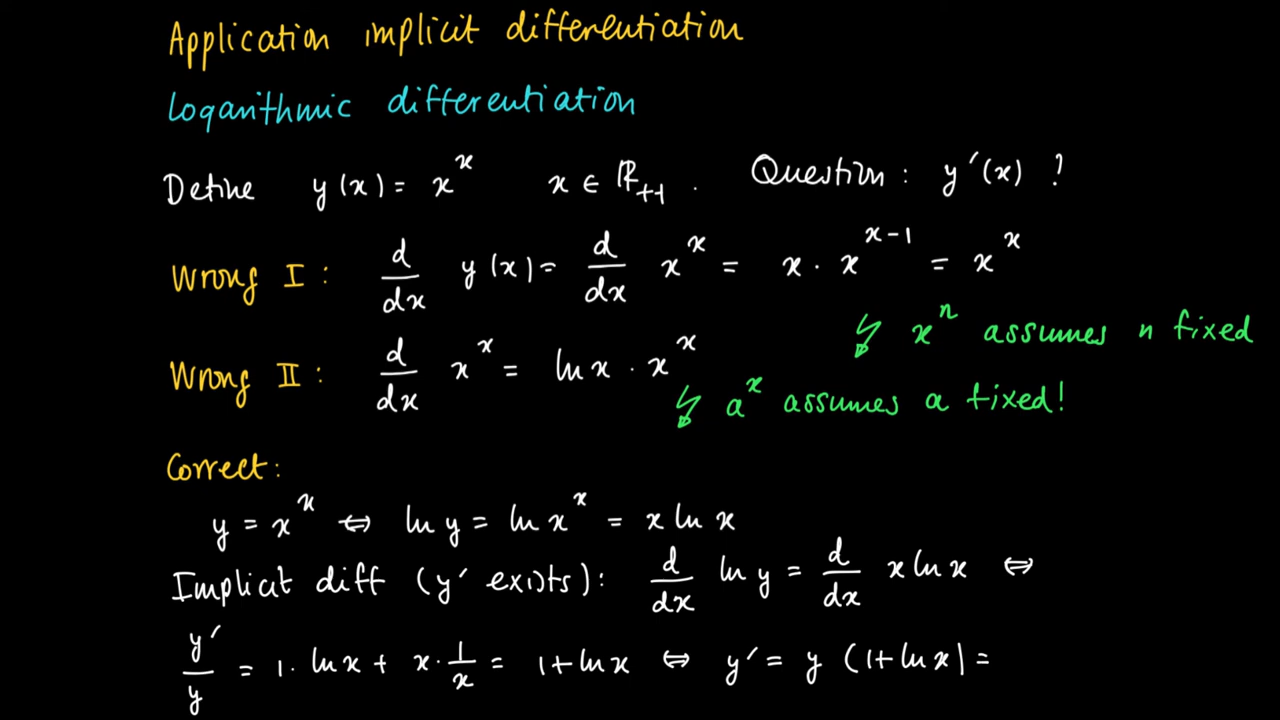 Application implicit differentiation
Logarithmic differentiation
Define y(x) = x^x x ∈ ℝ_{++}. Question: y'(x) ?
Wrong I: d/dx y(x) = d/dx x^x = x · x^{x-1} = x^x
↯ x^n assumes n fixed
Wrong II: d/dx x^x = ln x · x^x
↯ a^x assumes a fixed!
Correct:
y = x^x ⇔ ln y = ln x^x = x ln x
Implicit diff (y' exists): d/dx ln y = d/dx x ln x ⇔
y'/y = 1 · ln x + x · 1/x = 1 + ln x ⇔ y' = y (1 + ln x) =